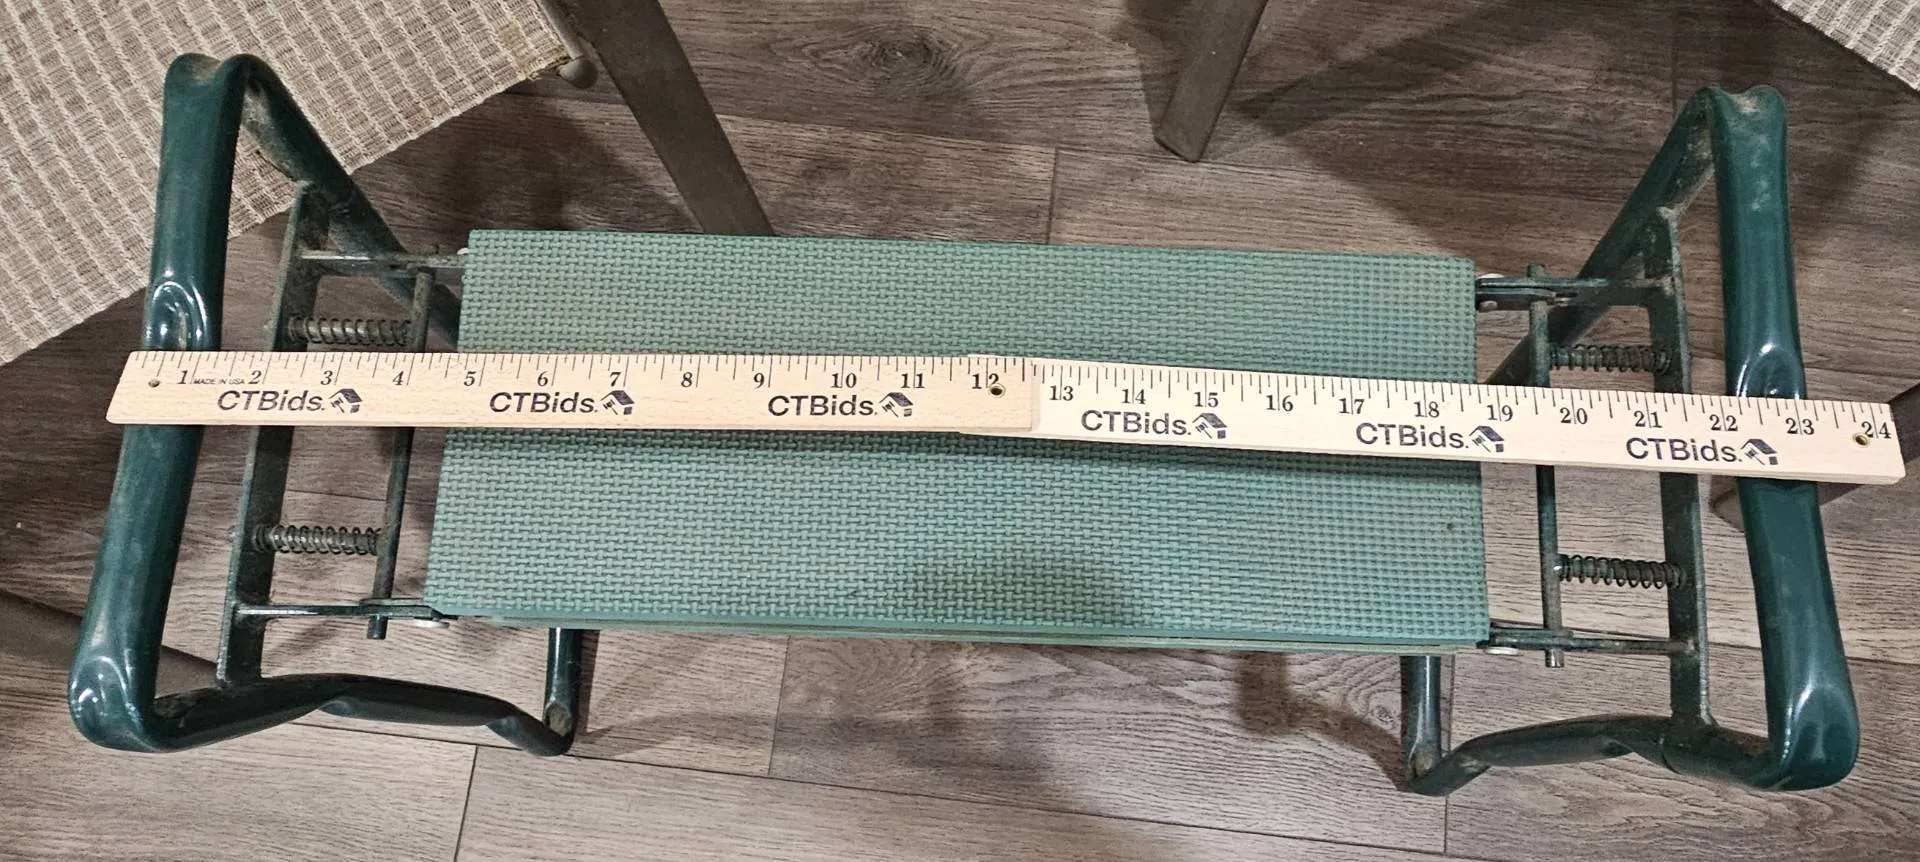 1 MADE IN USA 2 3 4 5 6 7 8 9 10 11 12
CTBids. CTBids. CTBids.
13 14 15 16 17 18 19 20 21 22 23 24
CTBids. CTBids. CTBids.